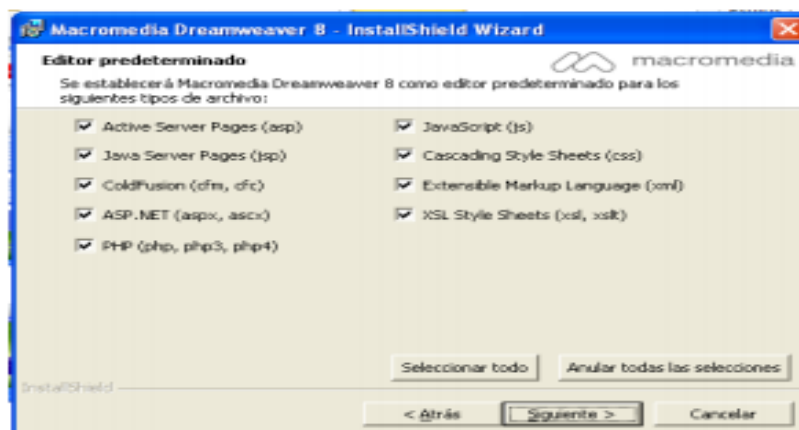 Macromedia Dreamweaver 8 - InstallShield Wizard
Editor predeterminado
macromedia
Se establecerá Macromedia Dreamweaver 8 como editor predeterminado para los
siguientes tipos de archivo:
Active Server Pages (asp)
Java Server Pages (jsp)
ColdFusion (cfm, cfc)
ASP.NET (aspx, ascx)
PHP (php, php3, php4)
JavaScript (js)
Cascading Style Sheets (css)
Extensible Markup Language (xml)
XSL Style Sheets (xsl, xslt)
Seleccionar todo
Anular todas las selecciones
InstallShield
< Atrás
Siguiente >
Cancelar